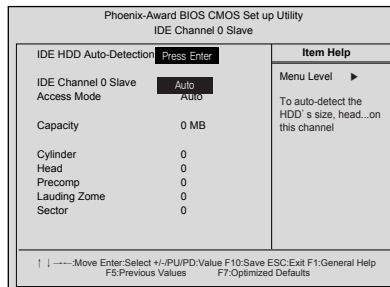 Phoenix-Award BIOS CMOS Set up Utility
IDE Channel 0 Slave
IDE HDD Auto-Detection Press Enter
IDE Channel 0 Slave Auto
Access Mode Auto
Capacity 0 MB
Cylinder 0
Head 0
Precomp 0
Lauding Zome 0
Sector 0
Item Help
Menu Level ▶
To auto-detect the
HDD's size, head...on
this channel
↑↓→←:Move Enter:Select +/-/PU/PD:Value F10:Save ESC:Exit F1:General Help
F5:Previous Values F7:Optimized Defaults